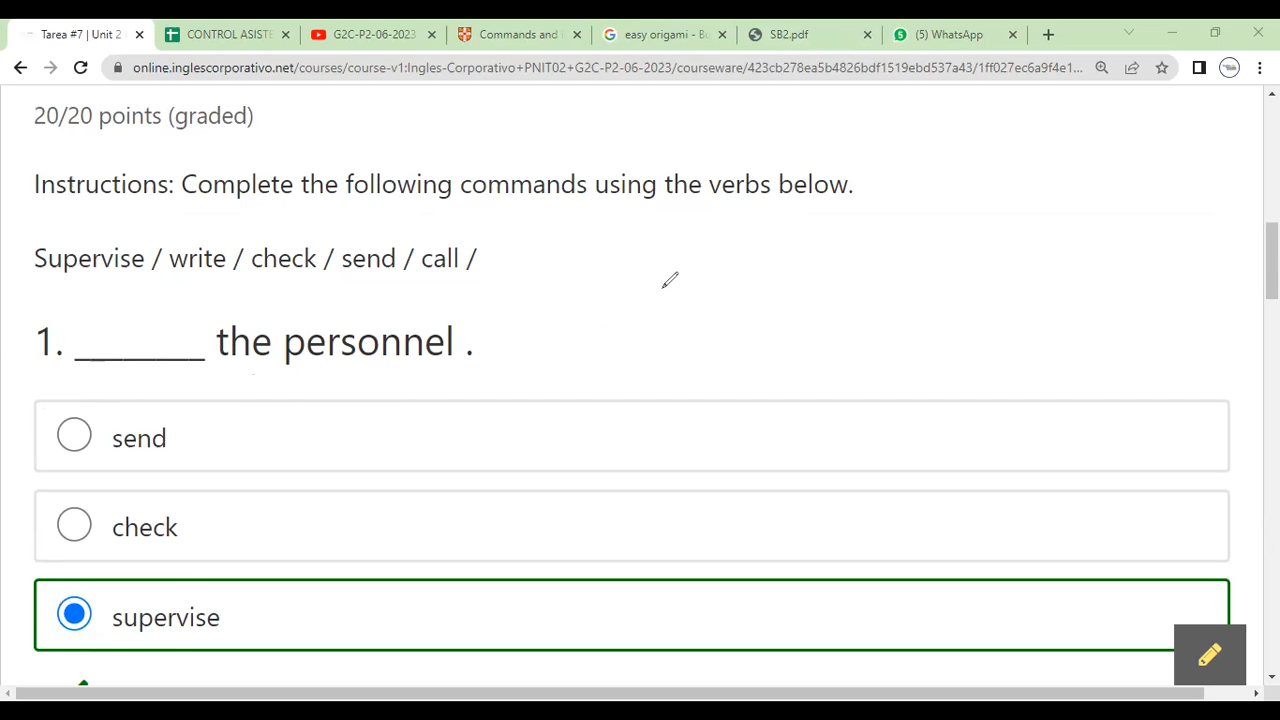 Tarea #7 | Unit 2
CONTROL ASISTE
G2C-P2-06-2023
Commands and
easy origami - Bu
SB2.pdf
(5) WhatsApp
online.inglescorporativo.net/courses/course-v1:Ingles-Corporativo+PNIT02+G2C-P2-06-2023/courseware/423cb278ea5b4826bdf1519ebd537a43/1ff027ec6a9f4e1...
20/20 points (graded)
Instructions: Complete the following commands using the verbs below.
Supervise / write / check / send / call /
1. _______ the personnel .
send
check
supervise